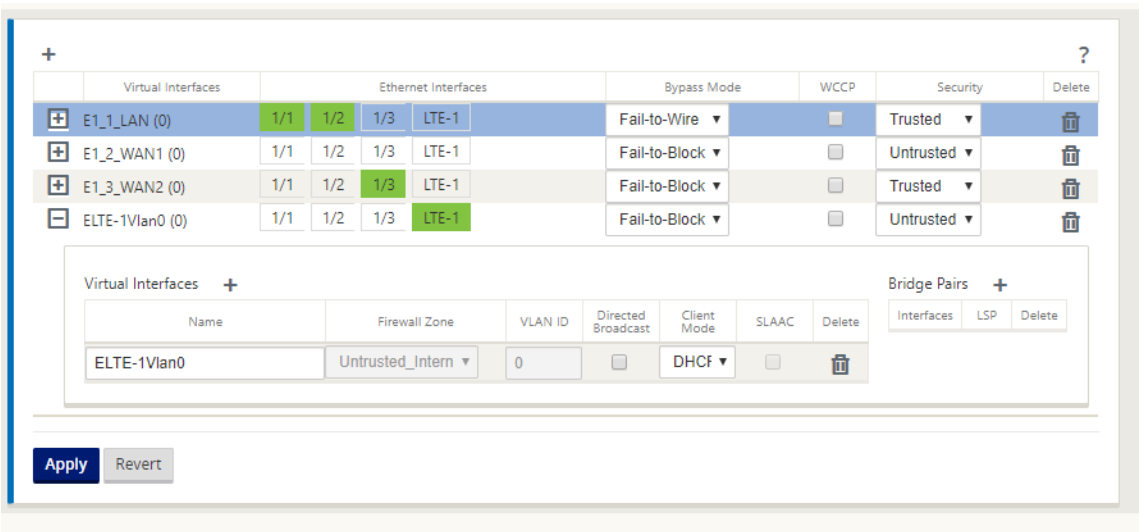 + ?
Virtual Interfaces Ethernet Interfaces Bypass Mode WCCP Security Delete
E1_1_LAN (0) 1/1 1/2 1/3 LTE-1 Fail-to-Wire Trusted
E1_2_WAN1 (0) 1/1 1/2 1/3 LTE-1 Fail-to-Block Untrusted
E1_3_WAN2 (0) 1/1 1/2 1/3 LTE-1 Fail-to-Block Trusted
ELTE-1Vlan0 (0) 1/1 1/2 1/3 LTE-1 Fail-to-Block Untrusted
Virtual Interfaces + Bridge Pairs +
Name Firewall Zone VLAN ID Directed Broadcast Client Mode SLAAC Delete Interfaces LSP Delete
ELTE-1Vlan0 Untrusted_Intern 0 DHCF
Apply Revert